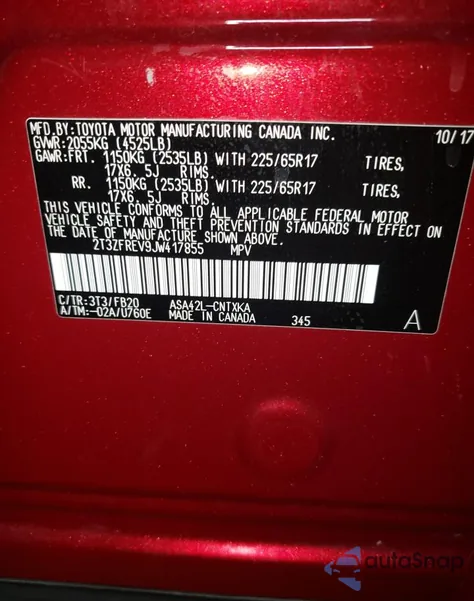 MFD.BY:TOYOTA MOTOR MANUFACTURING CANADA INC. 10/17
GVWR:2055KG (4525LB)
GAWR:FRT. 1150KG (2535LB) WITH 225/65R17 TIRES,
17X6. 5J RIMS.
RR. 1150KG (2535LB) WITH 225/65R17 TIRES,
17X6. 5J RIMS.
THIS VEHICLE CONFORMS TO ALL APPLICABLE FEDERAL MOTOR
VEHICLE SAFETY AND THEFT PREVENTION STANDARDS IN EFFECT ON
THE DATE OF MANUFACTURE SHOWN ABOVE.
2T3ZFREV9JW417855 MPV
C/TR:3T3/FB20 ASA42L-CNTXKA
A/TM:-02A/U760E MADE IN CANADA 345 A
autoSnap